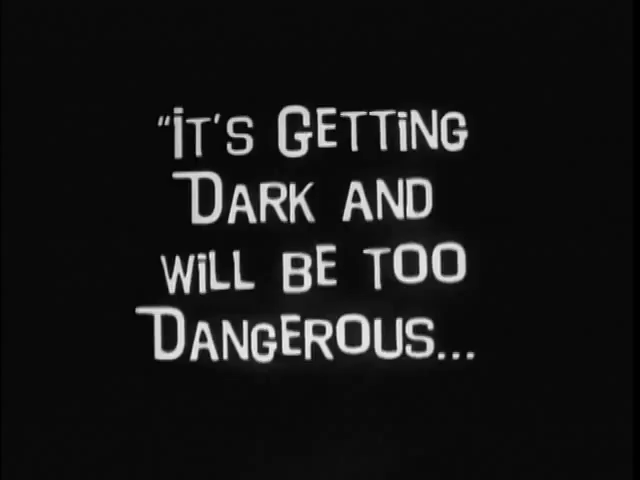 "iT'S GETTiNG
DARK AND
WiLL BE TOO
DANGEROUS...